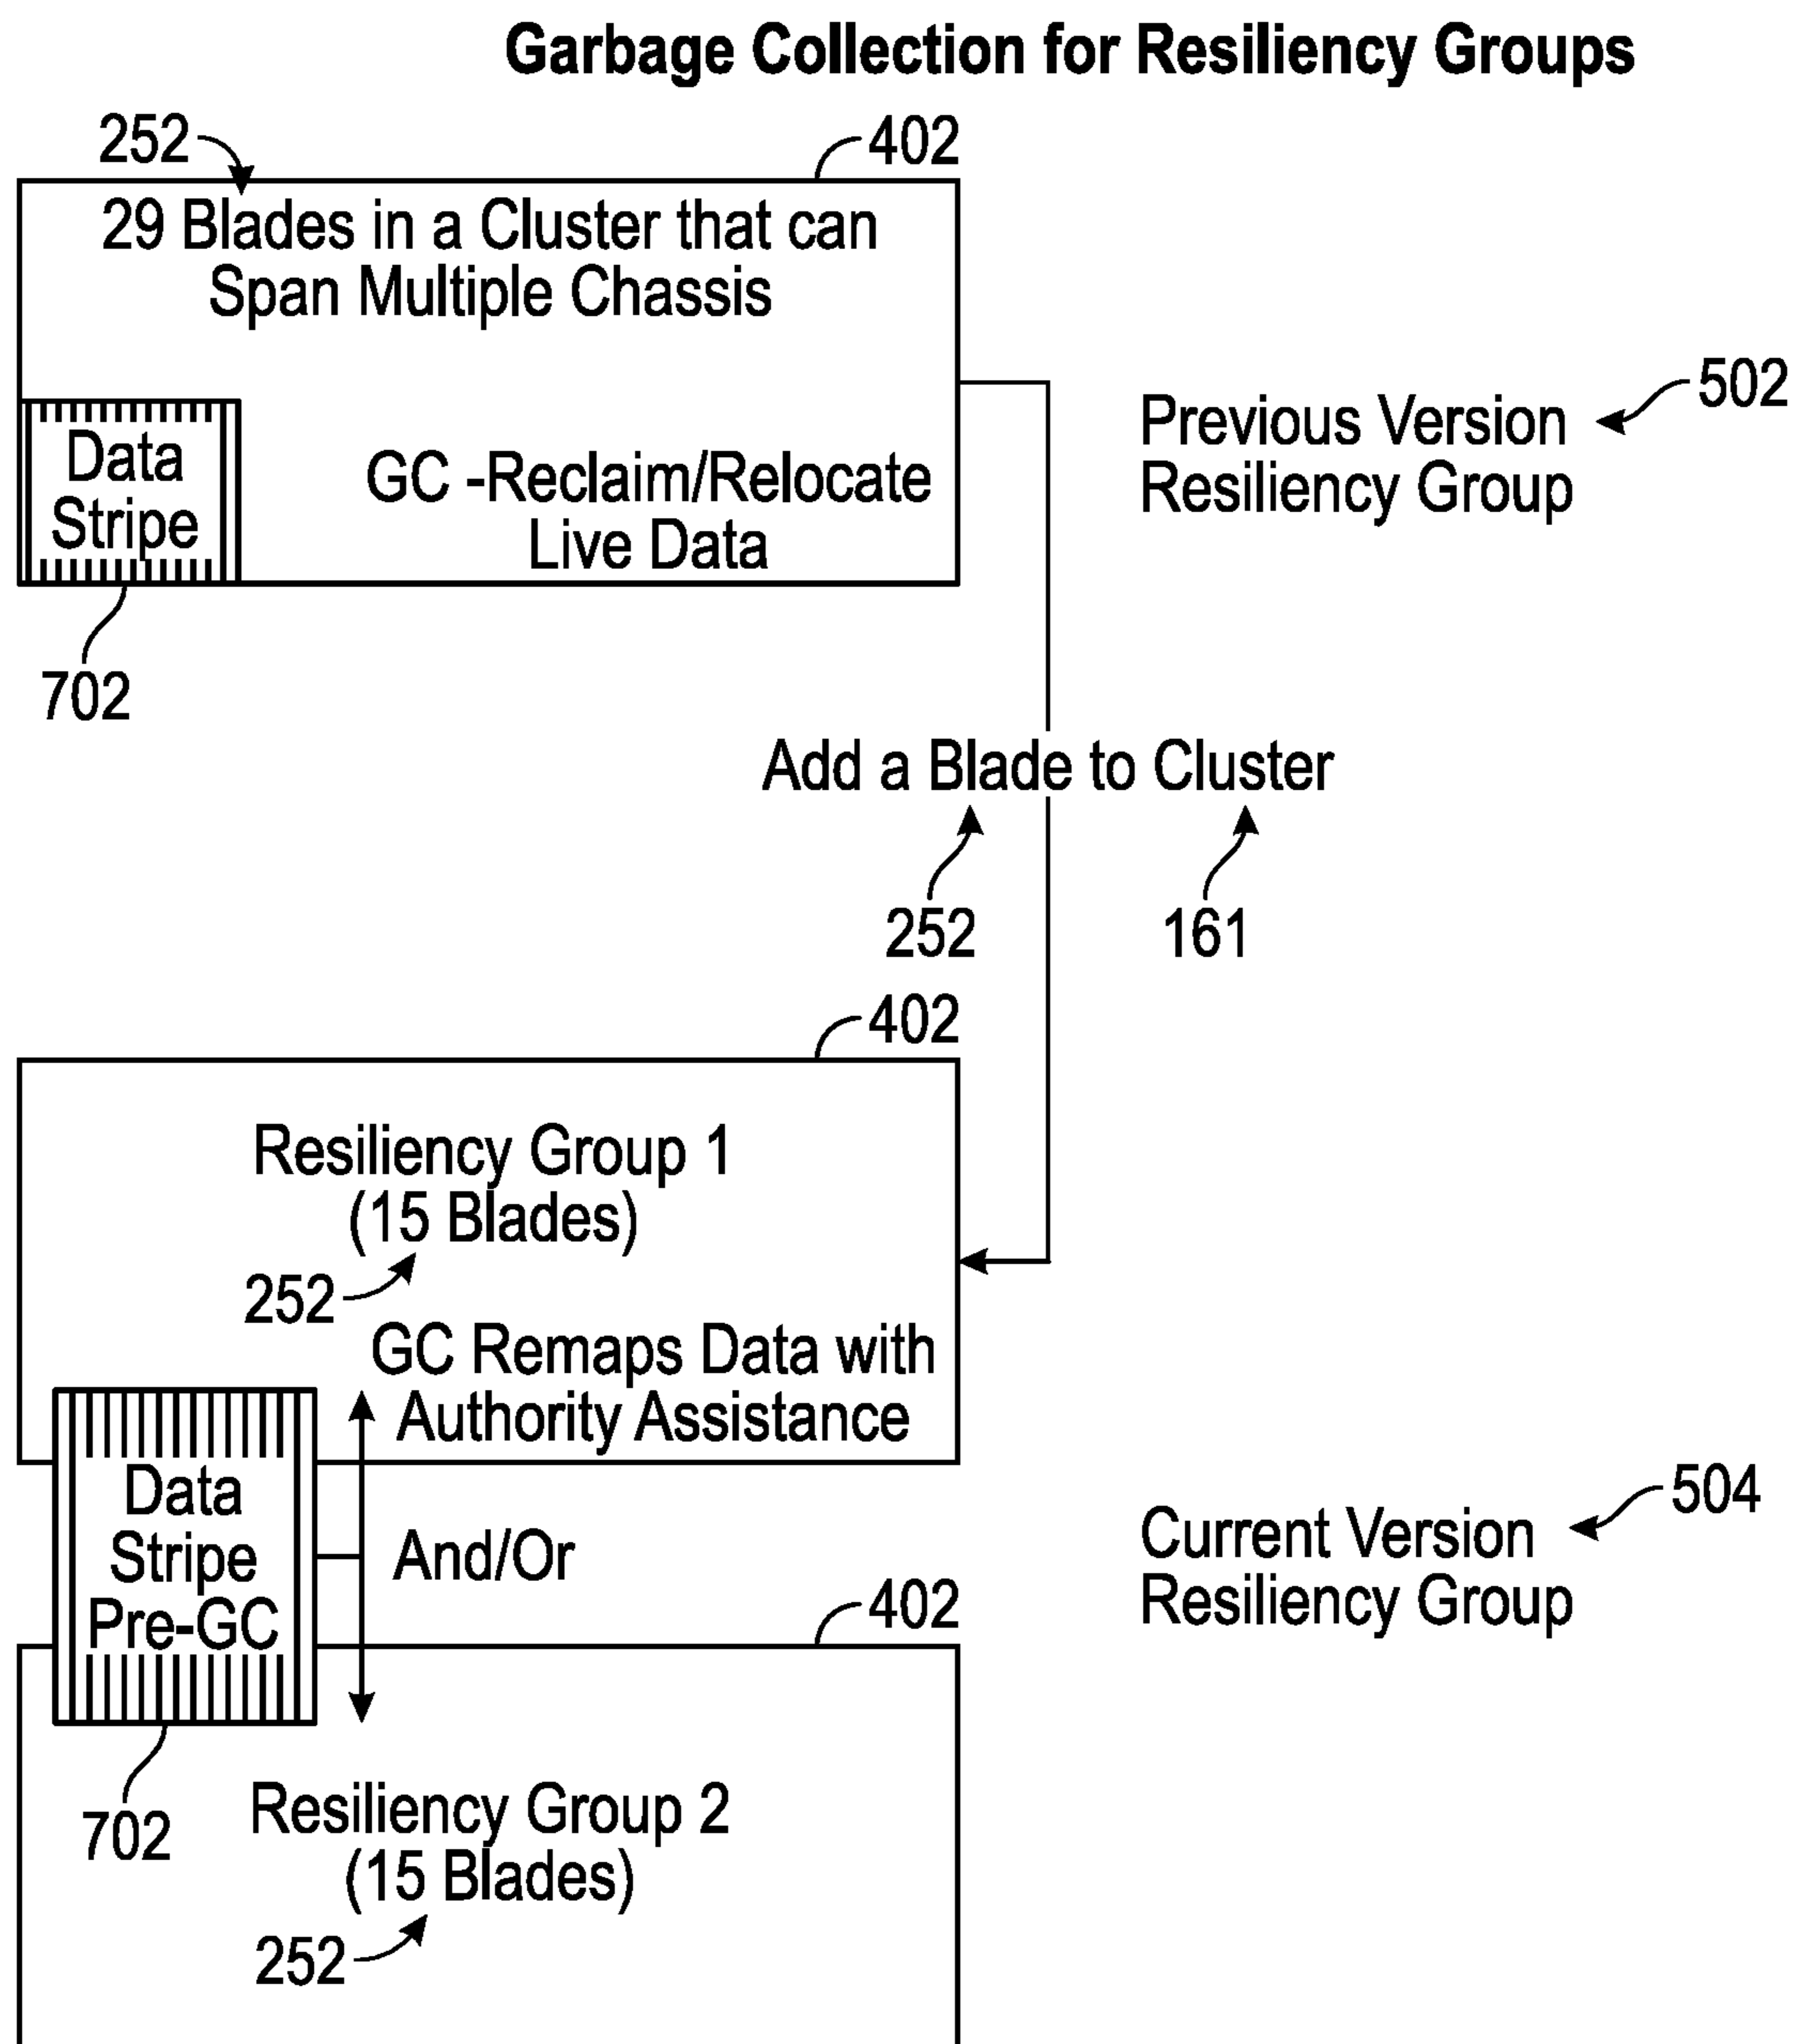 Garbage Collection for Resiliency Groups
252
402
29 Blades in a Cluster that can
Span Multiple Chassis
502
Previous Version
Resiliency Group
Data
Stripe
GC -Reclaim/Relocate
Live Data
702
Add a Blade to Cluster
252
161
402
Resiliency Group 1
(15 Blades)
252
GC Remaps Data with
Authority Assistance
Data
Stripe
Pre-GC
And/Or
504
Current Version
Resiliency Group
402
702
Resiliency Group 2
(15 Blades)
252